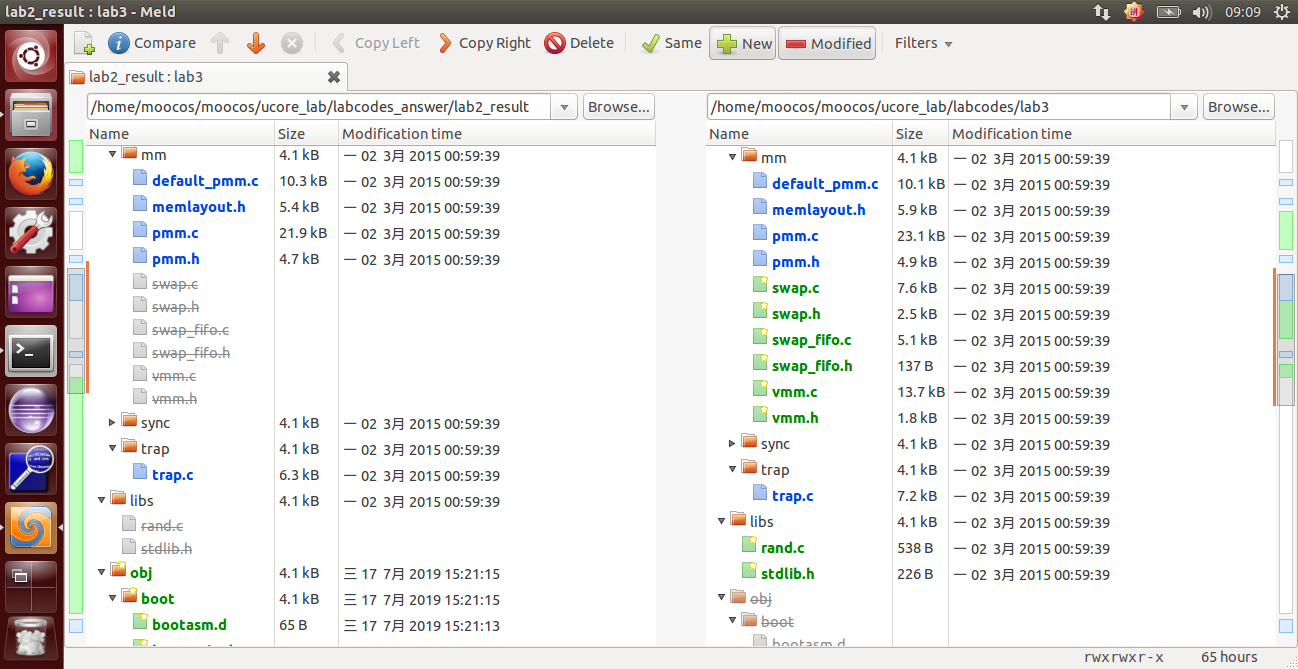 lab2_result : lab3 - Meld
09:09
Compare
Copy Left
Copy Right
Delete
Same
New
Modified
Filters
lab2_result : lab3
/home/moocos/moocos/ucore_lab/labcodes_answer/lab2_result Browse... /home/moocos/moocos/ucore_lab/labcodes/lab3 Browse...
Name Size Modification time Name Size Modification time
mm 4.1 kB 一 02 3月 2015 00:59:39
default_pmm.c 10.3 kB 一 02 3月 2015 00:59:39
memlayout.h 5.4 kB 一 02 3月 2015 00:59:39
pmm.c 21.9 kB 一 02 3月 2015 00:59:39
pmm.h 4.7 kB 一 02 3月 2015 00:59:39
swap.c
swap.h
swap_fifo.c
swap_fifo.h
vmm.c
vmm.h
sync 4.1 kB 一 02 3月 2015 00:59:39
trap 4.1 kB 一 02 3月 2015 00:59:39
trap.c 6.3 kB 一 02 3月 2015 00:59:39
libs 4.1 kB 一 02 3月 2015 00:59:39
rand.c
stdlib.h
obj 4.1 kB 三 17 7月 2019 15:21:15
boot 4.1 kB 三 17 7月 2019 15:21:15
bootasm.d 65 B 三 17 7月 2019 15:21:13
mm 4.1 kB 一 02 3月 2015 00:59:39
default_pmm.c 10.1 kB 一 02 3月 2015 00:59:39
memlayout.h 5.9 kB 一 02 3月 2015 00:59:39
pmm.c 23.1 kB 一 02 3月 2015 00:59:39
pmm.h 4.9 kB 一 02 3月 2015 00:59:39
swap.c 7.6 kB 一 02 3月 2015 00:59:39
swap.h 2.5 kB 一 02 3月 2015 00:59:39
swap_fifo.c 5.1 kB 一 02 3月 2015 00:59:39
swap_fifo.h 137 B 一 02 3月 2015 00:59:39
vmm.c 13.7 kB 一 02 3月 2015 00:59:39
vmm.h 1.8 kB 一 02 3月 2015 00:59:39
sync 4.1 kB 一 02 3月 2015 00:59:39
trap 4.1 kB 一 02 3月 2015 00:59:39
trap.c 7.2 kB 一 02 3月 2015 00:59:39
libs 4.1 kB 一 02 3月 2015 00:59:39
rand.c 538 B 一 02 3月 2015 00:59:39
stdlib.h 226 B 一 02 3月 2015 00:59:39
obj
boot
bootasm.d
rwxrwxr-x 65 hours